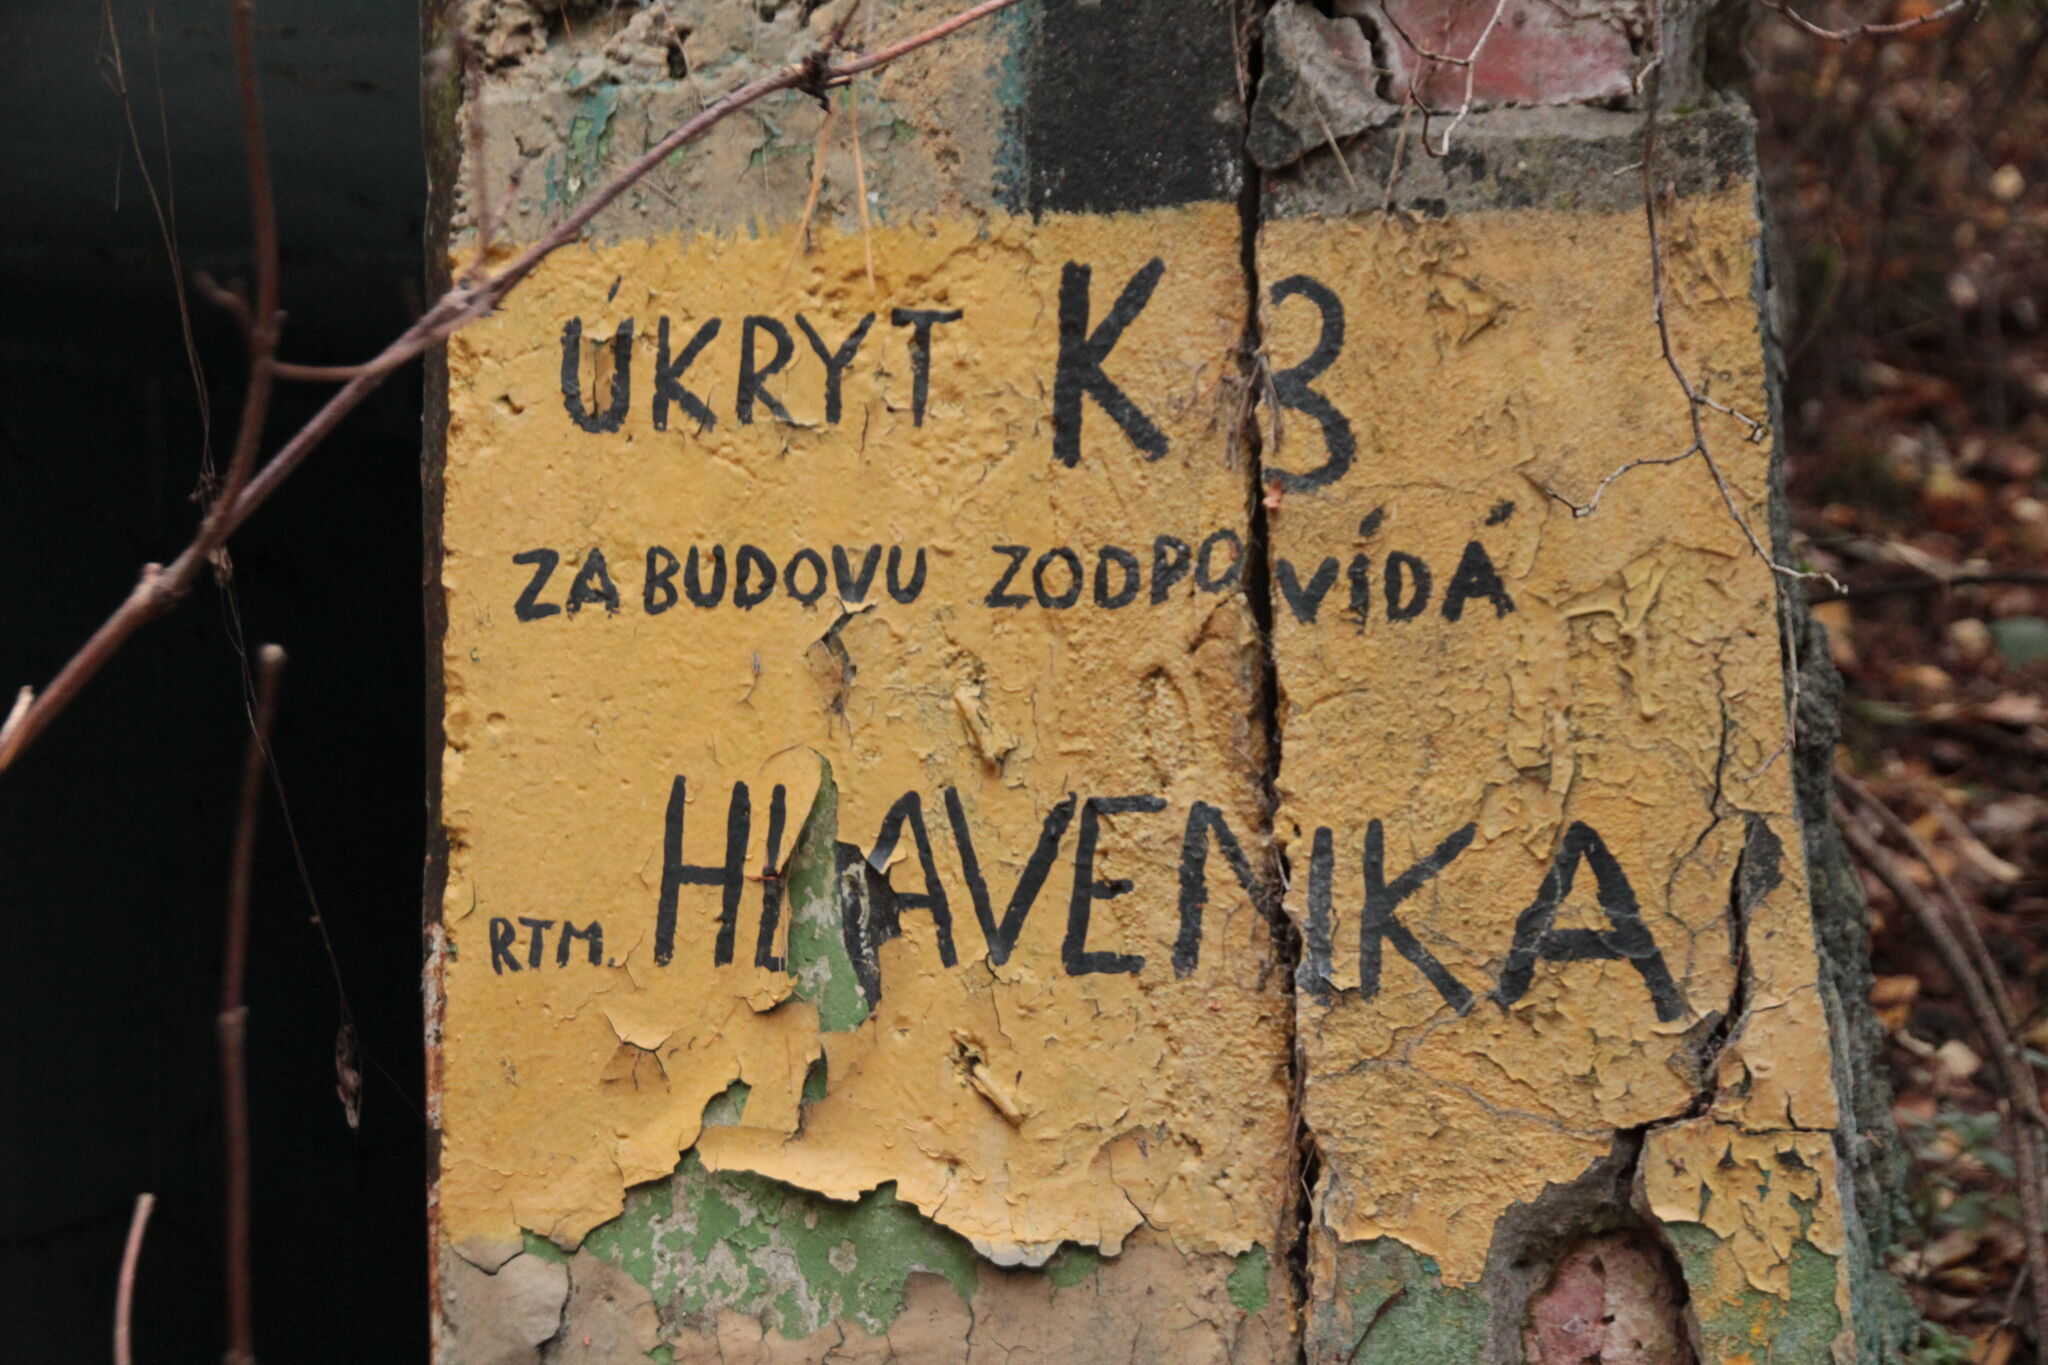 ÚKRYT K3
ZA BUDOVU ZODPOVÍDÁ
RTM. HLAVENKA